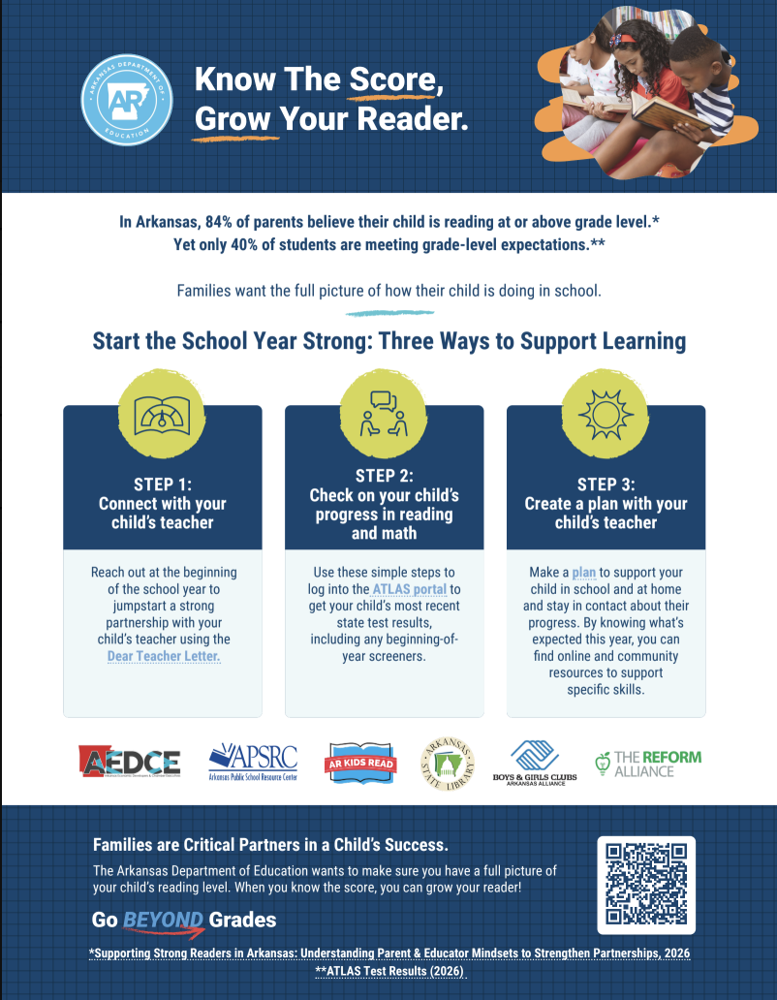 ARKANSAS DEPARTMENT OF
AR
EDUCATION
Know The Score,
Grow Your Reader.
In Arkansas, 84% of parents believe their child is reading at or above grade level.*
Yet only 40% of students are meeting grade-level expectations.**
Families want the full picture of how their child is doing in school.
Start the School Year Strong: Three Ways to Support Learning
STEP 1:
Connect with your
child's teacher
Reach out at the beginning
of the school year to
jumpstart a strong
partnership with your
child's teacher using the
Dear Teacher Letter.
STEP 2:
Check on your child's
progress in reading
and math
Use these simple steps to
log into the ATLAS portal to
get your child's most recent
state test results,
including any beginning-of-
year screeners.
STEP 3:
Create a plan with your
child's teacher
Make a plan to support your
child in school and at home
and stay in contact about their
progress. By knowing what's
expected this year, you can
find online and community
resources to support
specific skills.
AEDCE
APSRC
Arkansas Public School Resource Center
AR KIDS READ
ARKANSAS
STATE LIBRARY
BOYS & GIRLS CLUBS
ARKANSAS ALLIANCE
THE REFORM
ALLIANCE
Families are Critical Partners in a Child's Success.
The Arkansas Department of Education wants to make sure you have a full picture of
your child's reading level. When you know the score, you can grow your reader!
Go BEYOND Grades
*Supporting Strong Readers in Arkansas: Understanding Parent & Educator Mindsets to Strengthen Partnerships, 2026
**ATLAS Test Results (2026)